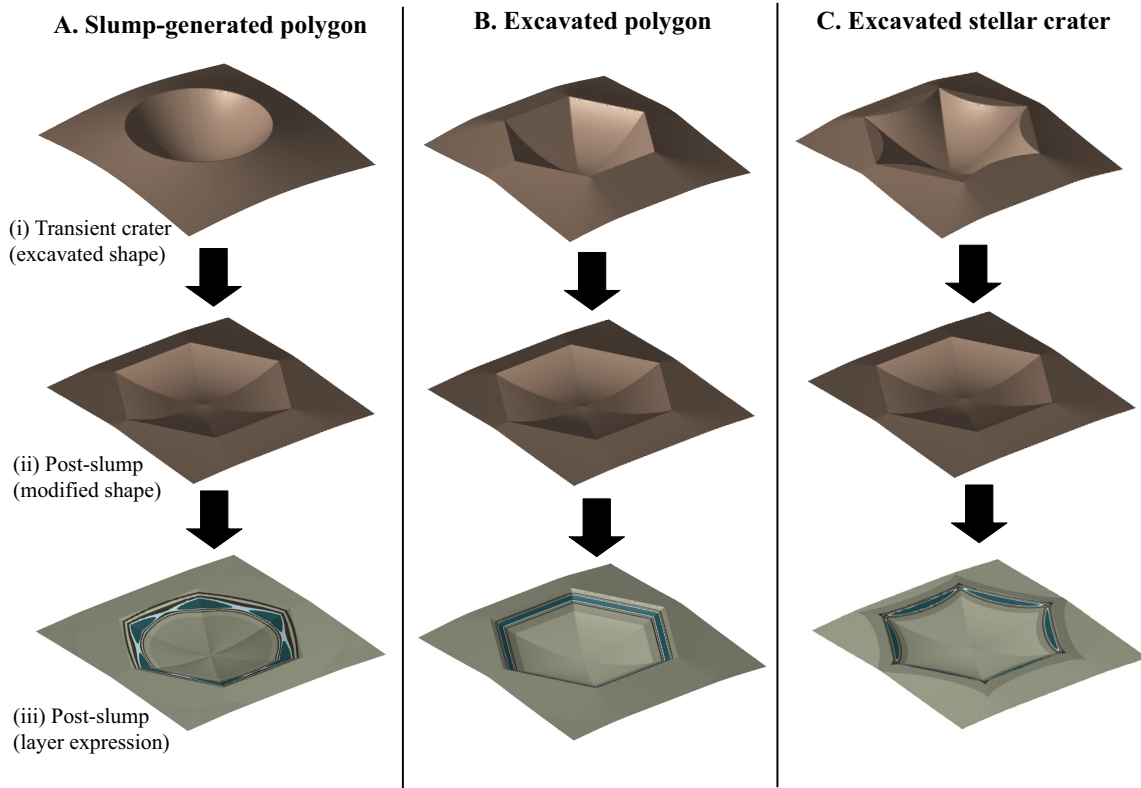 A. Slump-generated polygon
B. Excavated polygon
C. Excavated stellar crater
(i) Transient crater
(excavated shape)
(ii) Post-slump
(modified shape)
(iii) Post-slump
(layer expression)